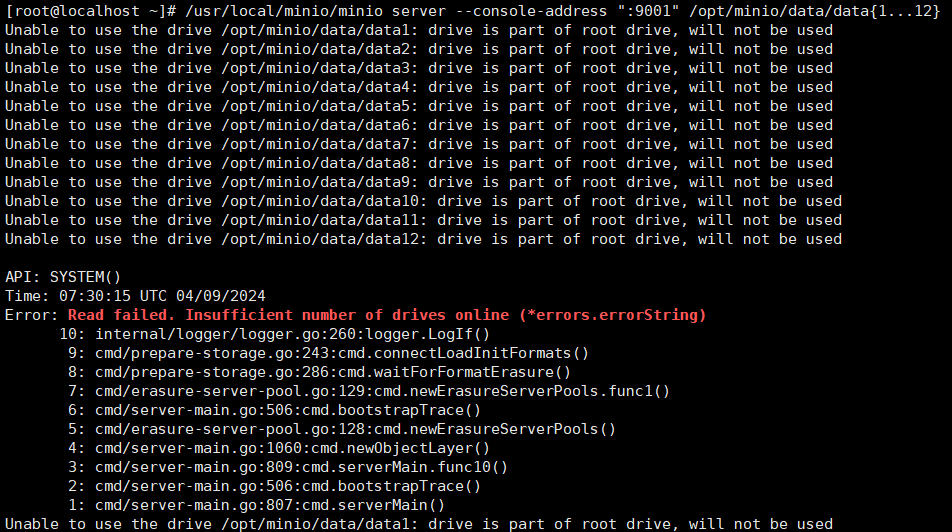 [root@localhost ~]# /usr/local/minio/minio server --console-address ":9001" /opt/minio/data/data{1...12}
Unable to use the drive /opt/minio/data/data1: drive is part of root drive, will not be used
Unable to use the drive /opt/minio/data/data2: drive is part of root drive, will not be used
Unable to use the drive /opt/minio/data/data3: drive is part of root drive, will not be used
Unable to use the drive /opt/minio/data/data4: drive is part of root drive, will not be used
Unable to use the drive /opt/minio/data/data5: drive is part of root drive, will not be used
Unable to use the drive /opt/minio/data/data6: drive is part of root drive, will not be used
Unable to use the drive /opt/minio/data/data7: drive is part of root drive, will not be used
Unable to use the drive /opt/minio/data/data8: drive is part of root drive, will not be used
Unable to use the drive /opt/minio/data/data9: drive is part of root drive, will not be used
Unable to use the drive /opt/minio/data/data10: drive is part of root drive, will not be used
Unable to use the drive /opt/minio/data/data11: drive is part of root drive, will not be used
Unable to use the drive /opt/minio/data/data12: drive is part of root drive, will not be used
API: SYSTEM()
Time: 07:30:15 UTC 04/09/2024
Error: Read failed. Insufficient number of drives online (*errors.errorString)
10: internal/logger/logger.go:260:logger.LogIf()
9: cmd/prepare-storage.go:243:cmd.connectLoadInitFormats()
8: cmd/prepare-storage.go:286:cmd.waitForFormatErasure()
7: cmd/erasure-server-pool.go:129:cmd.newErasureServerPools.func1()
6: cmd/server-main.go:506:cmd.bootstrapTrace()
5: cmd/erasure-server-pool.go:128:cmd.newErasureServerPools()
4: cmd/server-main.go:1060:cmd.newObjectLayer()
3: cmd/server-main.go:809:cmd.serverMain.func10()
2: cmd/server-main.go:506:cmd.bootstrapTrace()
1: cmd/server-main.go:807:cmd.serverMain()
Unable to use the drive /opt/minio/data/data1: drive is part of root drive, will not be used